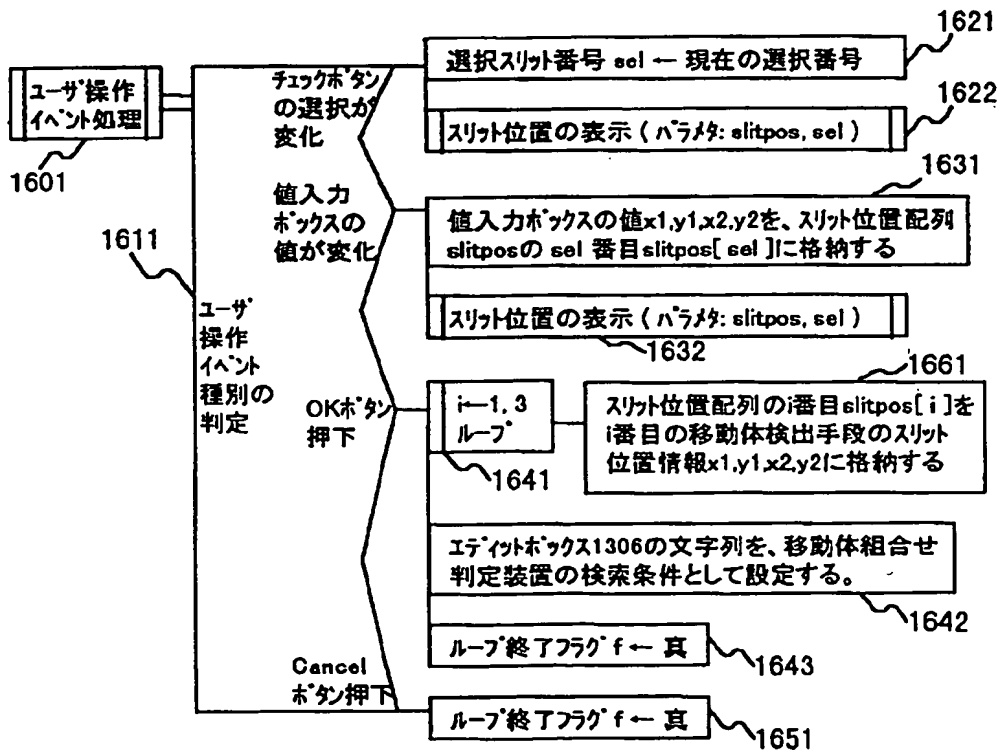 ユーザ操作
イベント処理
1601
1611
ユーザ
操作
イベント
種別の
判定
チェックボタン
の選択が
変化
選択スリット番号 sel ← 現在の選択番号
1621
スリット位置の表示 ( パラメタ: slitpos, sel )
1622
値入力
ボックスの
値が変化
1631
値入力ボックスの値x1,y1,x2,y2を、スリット位置配列
slitposの sel 番目slitpos[ sel ]に格納する
スリット位置の表示 ( パラメタ: slitpos, sel )
1632
OKボタン
押下
i←1, 3
ループ
1641
1661
スリット位置配列のi番目slitpos[ i ]を
i番目の移動体検出手段のスリット
位置情報x1,y1,x2,y2に格納する
エディットボックス1306の文字列を、移動体組合せ
判定装置の検索条件として設定する。
1642
ループ終了フラグ f ← 真
1643
Cancel
ボタン押下
ループ終了フラグ f ← 真
1651